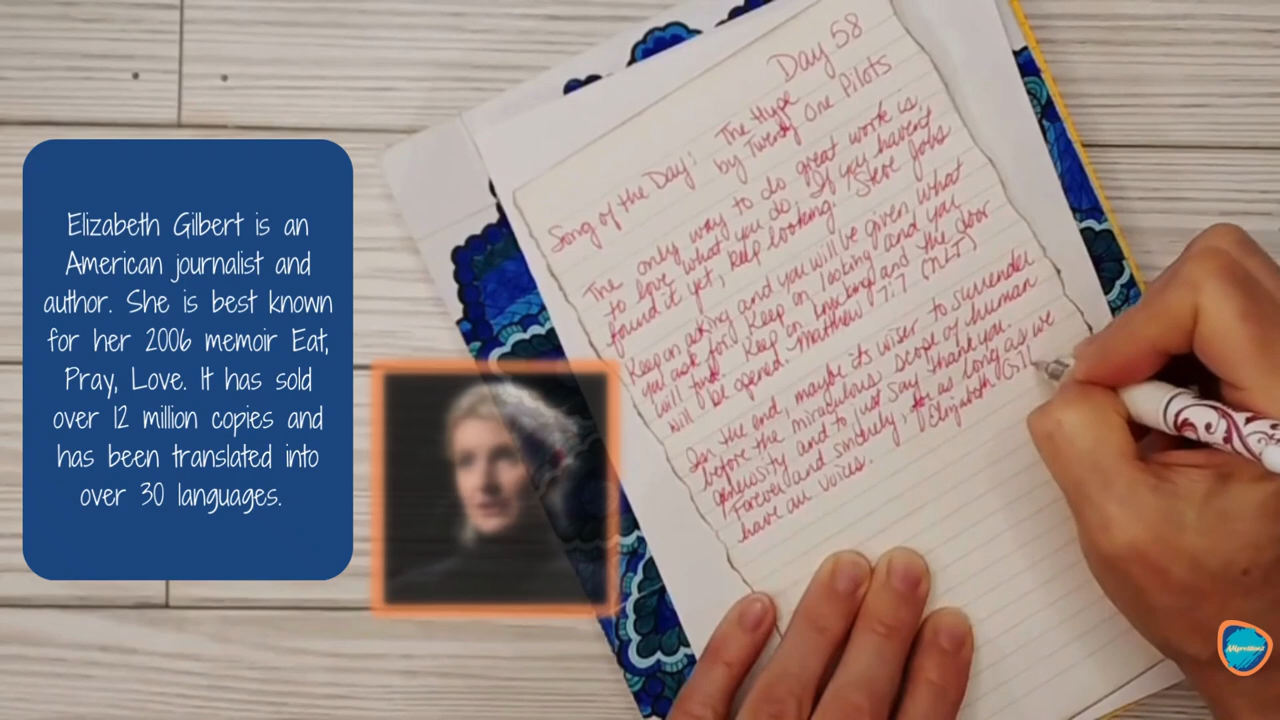 Elizabeth Gilbert is an
American journalist and
author. She is best known
for her 2006 memoir Eat,
Pray, Love. It has sold
over 12 million copies and
has been translated into
over 30 languages.
Day 58
Song of the Day: The Hype
by Twenty One Pilots
The only way to do great work is,
to love what you do. If you haven't
found it yet, keep looking. /Steve Jobs
Keep on asking and you will be given what
you ask for. Keep on looking and you
will find. Keep on knocking and the door
will be opened. Matthew 7:7 (NLT)
In the end, maybe its wiser to surrender
before the miraculous scope of human
generosity and to just say thank you.
Forever and sincerely, for as long as we
have our voices. /Elizabeth Gil